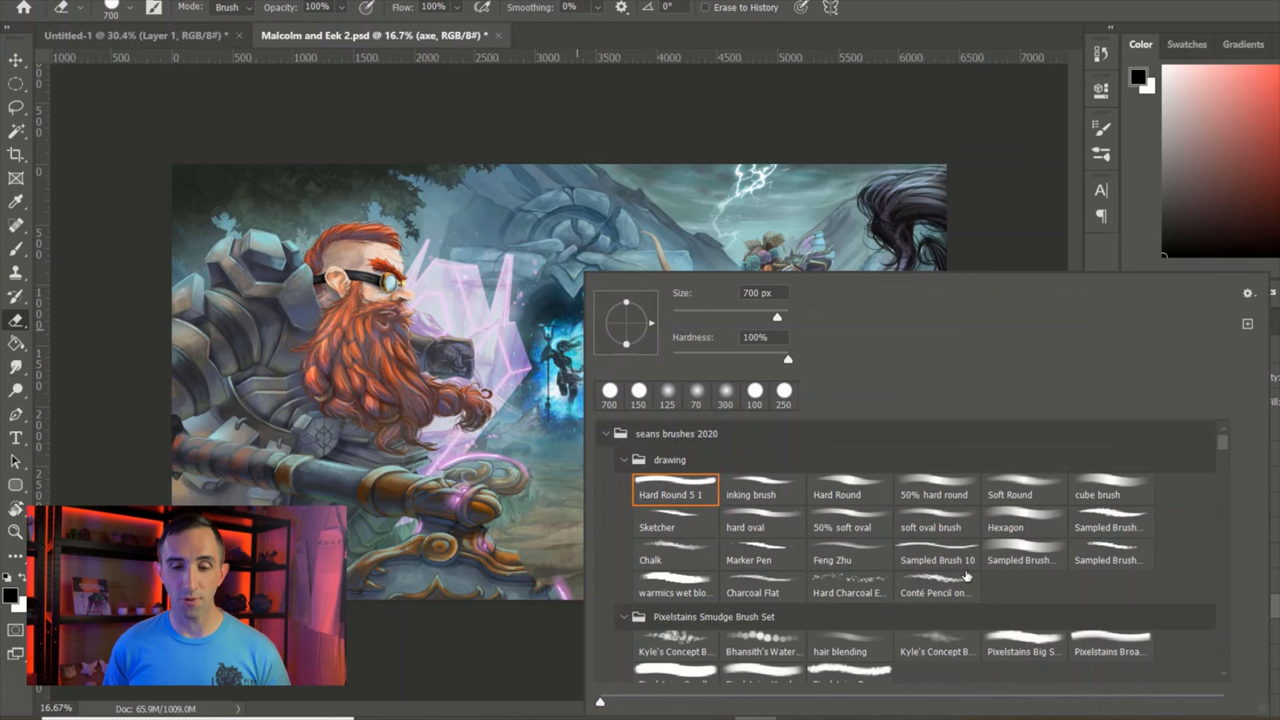 Mode: Brush Opacity: 100% Flow: 100% Smoothing: 0% 0° Erase to History
700
Untitled-1 @ 30.4% (Layer 1, RGB/8#) * × Malcolm and Eek 2.psd @ 16.7% (axe, RGB/8#) * ×
Color Swatches Gradients
1000 500 0 500 1000 1500 2000 2500 3000 3500 4000 4500 5000 5500 6000 6500 7000
Size: 700 px
Hardness: 100%
700 150 125 70 300 100 250
seans brushes 2020
drawing
Hard Round 5 1 inking brush Hard Round 50% hard round Soft Round cube brush
Sketcher hard oval 50% soft oval soft oval brush Hexagon Sampled Brush...
Chalk Marker Pen Feng Zhu Sampled Brush 10 Sampled Brush... Sampled Brush...
warmics wet blo... Charcoal Flat Hard Charcoal E... Conté Pencil on...
Pixelstains Smudge Brush Set
Kyle's Concept B... Bhansith's Water... hair blending Kyle's Concept B... Pixelstains Big S... Pixelstains Broa...
16.67% Doc: 65.9M/1009.0M